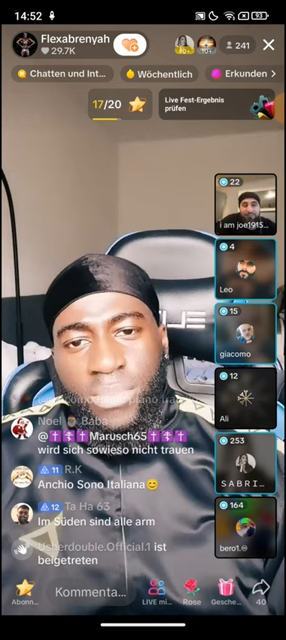 14:52
93
Flexabrenyah
29.7K
10+
241
Chatten und Int...
Wöchentlich
Erkunden
17/20
Live Fest-Ergebnis
prüfen
22
i am joe1915...
4
Leo
15
giacomo
12
Ali
253
SABRI...
164
bero1.
Noel Baba
@Marusch65
wird sich sowieso nicht trauen
11 R.K
Anchio Sono Italiana
12 Ta Ha 63
Im Süden sind alle arm
Usherdouble.Official.1 ist
beigetreten
Abonn...
Kommenta...
LIVE mi...
Rose
Gesche...
40